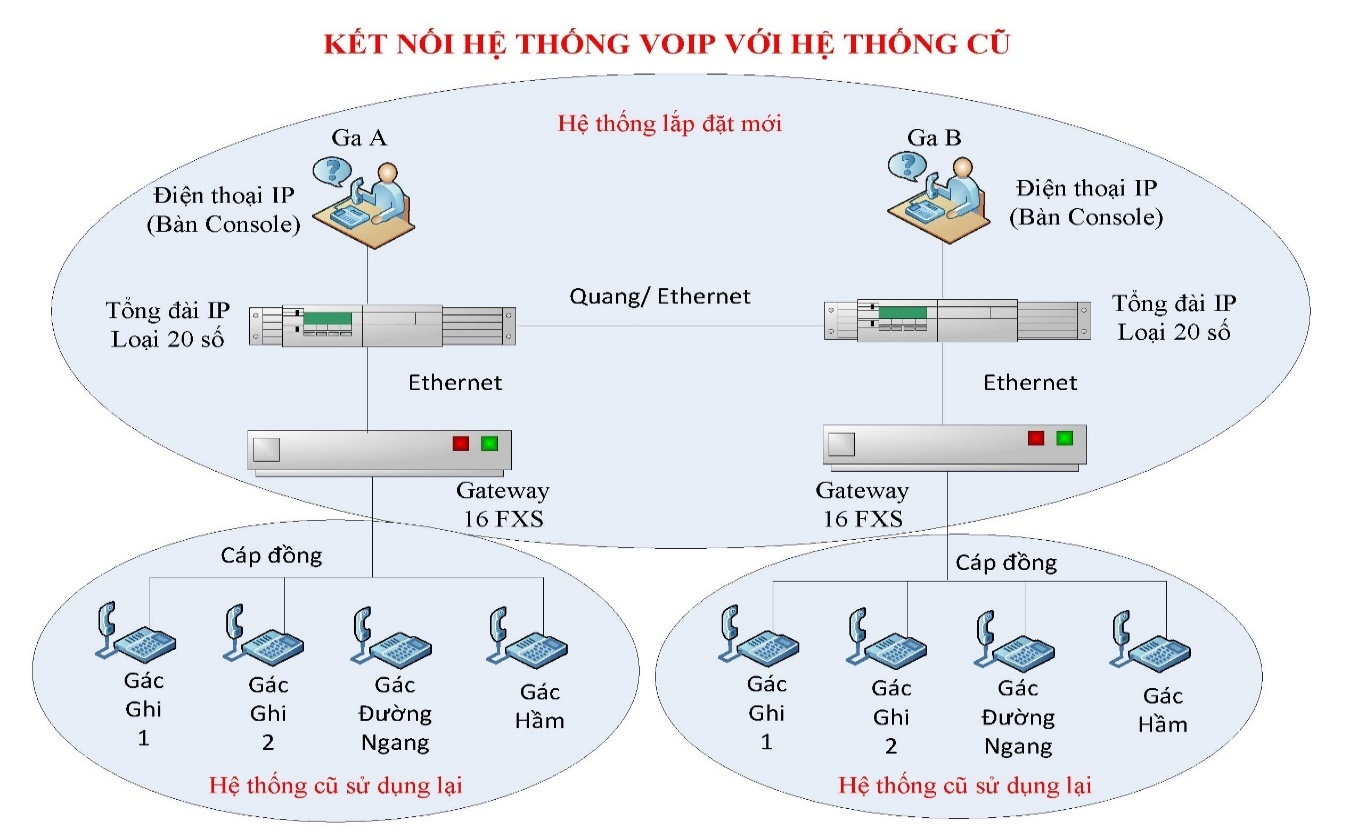 KẾT NỐI HỆ THỐNG VOIP VỚI HỆ THỐNG CŨ
Hệ thống lắp đặt mới
Ga A
Ga B
Điện thoại IP
(Bàn Console)
Điện thoại IP
(Bàn Console)
Quang/ Ethernet
Tổng đài IP
Loại 20 số
Tổng đài IP
Loại 20 số
Ethernet
Ethernet
Gateway
16 FXS
Gateway
16 FXS
Cáp đồng
Cáp đồng
Gác
Ghi
1
Gác
Ghi
2
Gác
Đường
Ngang
Gác
Hầm
Gác
Ghi
1
Gác
Ghi
2
Gác
Đường
Ngang
Gác
Hầm
Hệ thống cũ sử dụng lại
Hệ thống cũ sử dụng lại